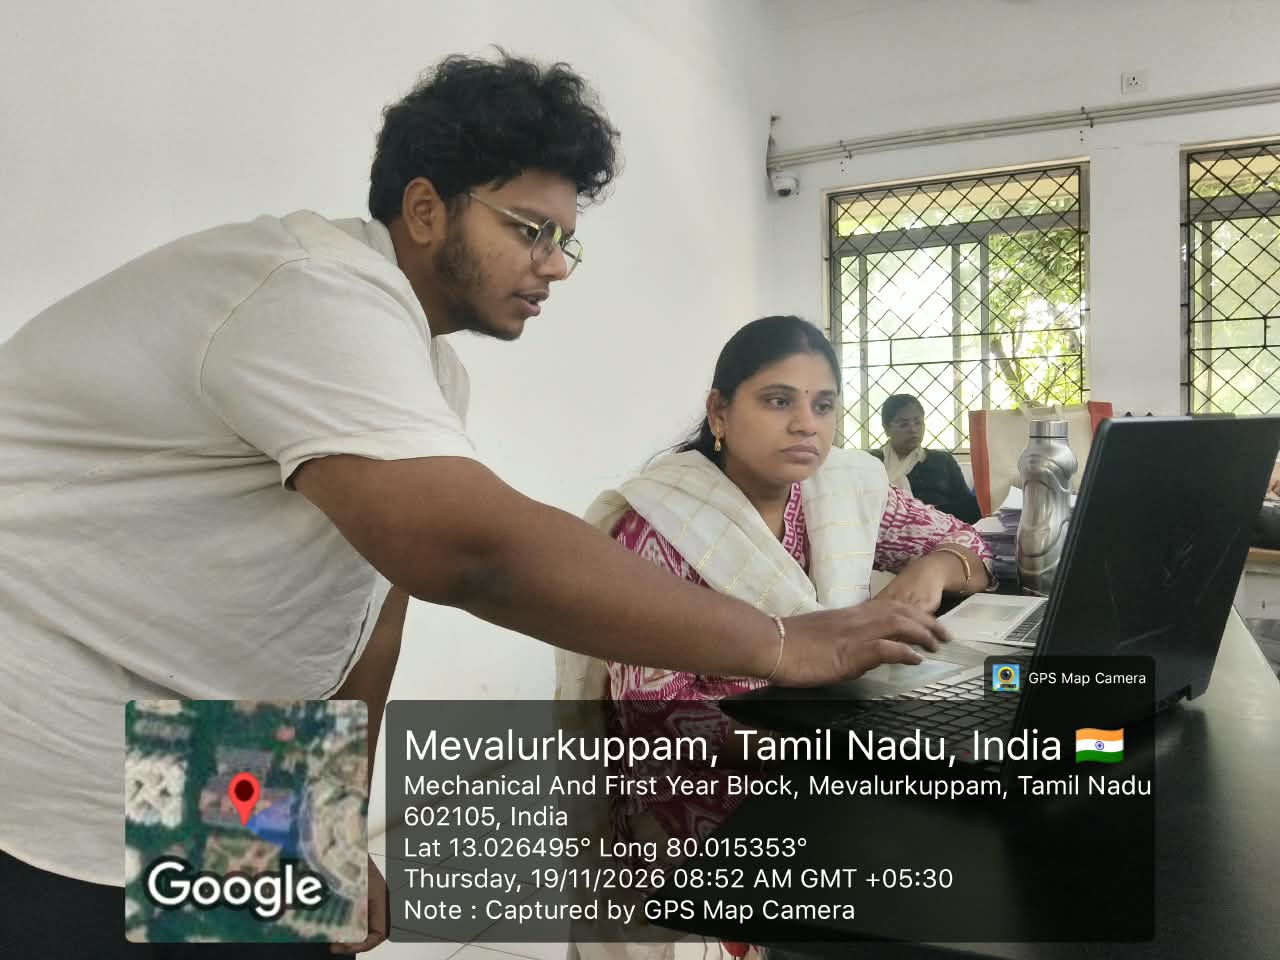 GPS Map Camera
Mevalurkuppam, Tamil Nadu, India 🇮🇳
Mechanical And First Year Block, Mevalurkuppam, Tamil Nadu
602105, India
Lat 13.026495° Long 80.015353°
Thursday, 19/11/2026 08:52 AM GMT +05:30
Note : Captured by GPS Map Camera
Google